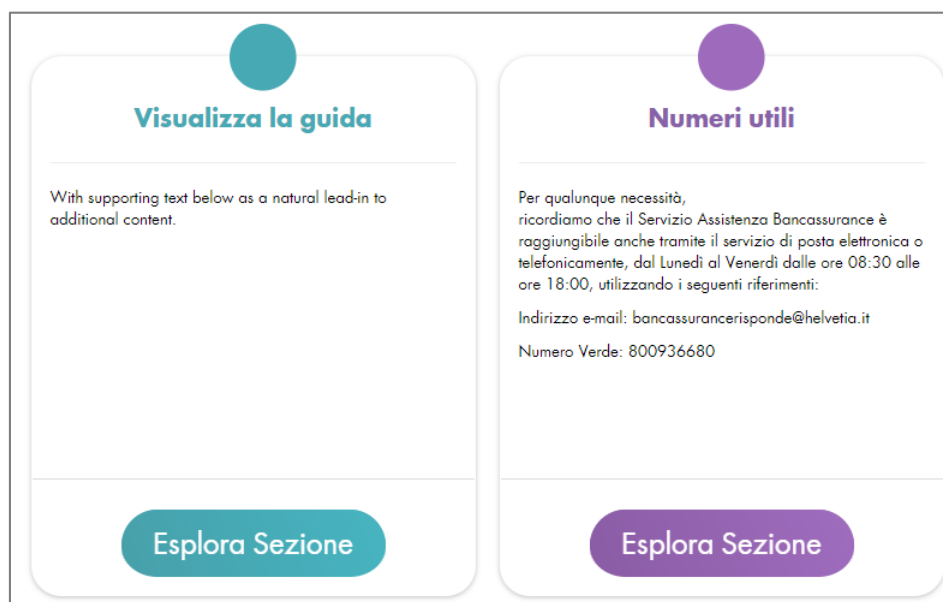 Visualizza la guida
With supporting text below as a natural lead-in to
additional content.
Esplora Sezione
Numeri utili
Per qualunque necessità,
ricordiamo che il Servizio Assistenza Bancassurance è
raggiungibile anche tramite il servizio di posta elettronica o
telefonicamente, dal Lunedì al Venerdì dalle ore 08:30 alle
ore 18:00, utilizzando i seguenti riferimenti:
Indirizzo e-mail: bancassurancerisponde@helvetia.it
Numero Verde: 800936680
Esplora Sezione